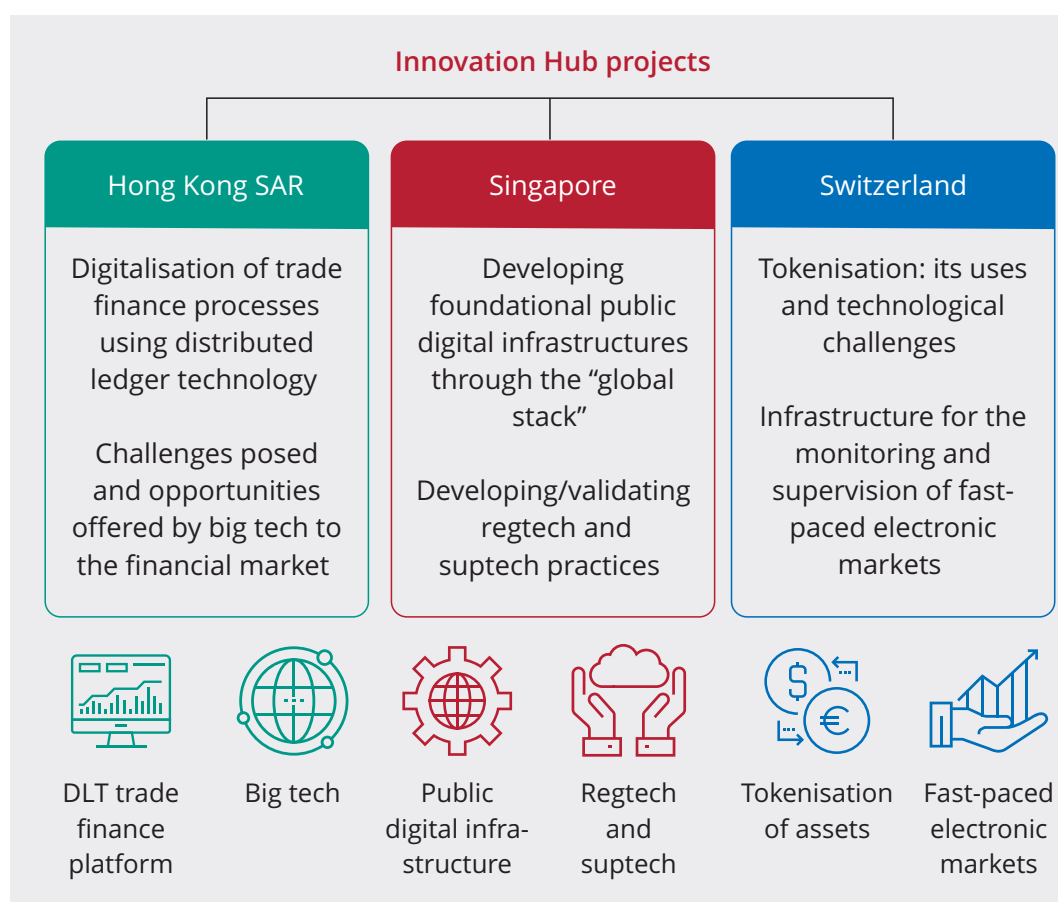 Innovation Hub projects
Hong Kong SAR
Digitalisation of trade
finance processes
using distributed
ledger technology
Challenges posed
and opportunities
offered by big tech to
the financial market
Singapore
Developing
foundational public
digital infrastructures
through the “global
stack”
Developing/validating
regtech and
suptech practices
Switzerland
Tokenisation: its uses
and technological
challenges
Infrastructure for the
monitoring and
supervision of fast-
paced electronic
markets
DLT trade
finance
platform
Big tech
Public
digital infra-
structure
Regtech
and
suptech
Tokenisation
of assets
Fast-paced
electronic
markets